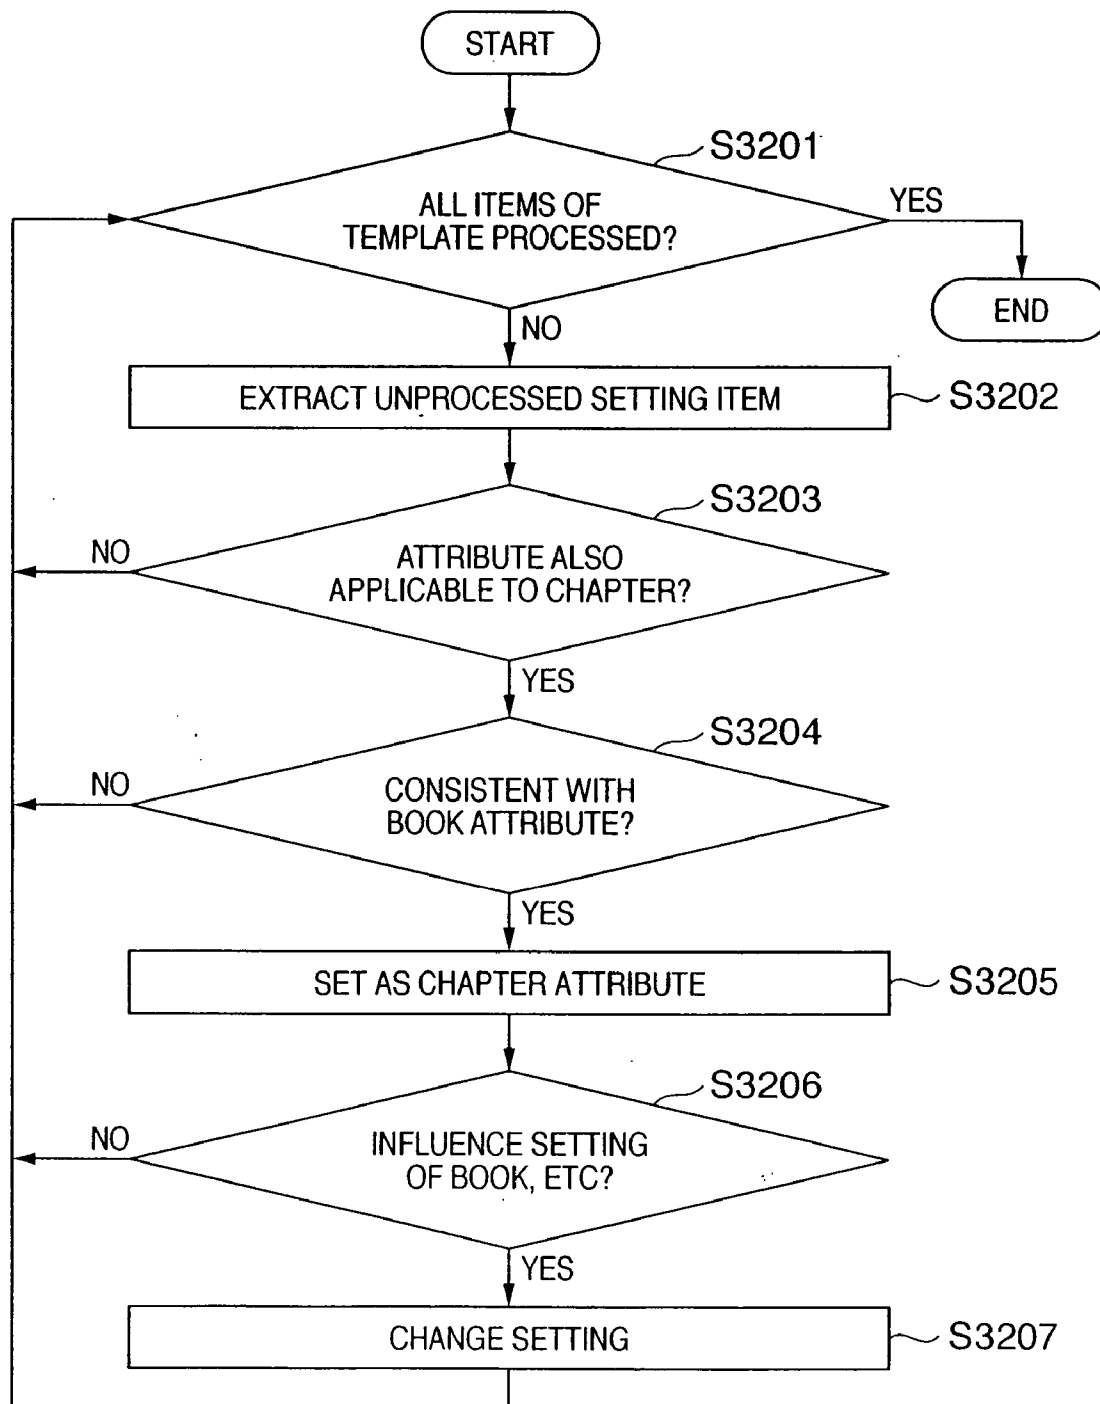 START
S3201
ALL ITEMS OF
TEMPLATE PROCESSED?
YES
END
NO
EXTRACT UNPROCESSED SETTING ITEM
S3202
S3203
NO
ATTRIBUTE ALSO
APPLICABLE TO CHAPTER?
YES
S3204
NO
CONSISTENT WITH
BOOK ATTRIBUTE?
YES
SET AS CHAPTER ATTRIBUTE
S3205
S3206
NO
INFLUENCE SETTING
OF BOOK, ETC?
YES
CHANGE SETTING
S3207